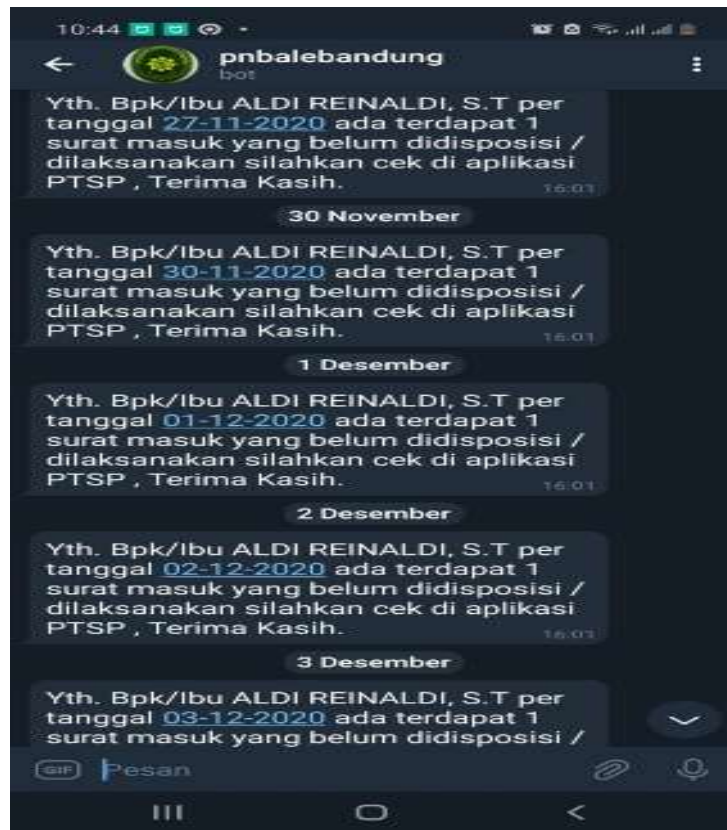 10:44
pnbalebandung
bot
Yth. Bpk/Ibu ALDI REINALDI, S.T per
tanggal 27-11-2020 ada terdapat 1
surat masuk yang belum didisposisi /
dilaksanakan silahkan cek di aplikasi
PTSP , Terima Kasih.
16:01
30 November
Yth. Bpk/Ibu ALDI REINALDI, S.T per
tanggal 30-11-2020 ada terdapat 1
surat masuk yang belum didisposisi /
dilaksanakan silahkan cek di aplikasi
PTSP , Terima Kasih.
16:01
1 Desember
Yth. Bpk/Ibu ALDI REINALDI, S.T per
tanggal 01-12-2020 ada terdapat 1
surat masuk yang belum didisposisi /
dilaksanakan silahkan cek di aplikasi
PTSP , Terima Kasih.
16:01
2 Desember
Yth. Bpk/Ibu ALDI REINALDI, S.T per
tanggal 02-12-2020 ada terdapat 1
surat masuk yang belum didisposisi /
dilaksanakan silahkan cek di aplikasi
PTSP , Terima Kasih.
16:01
3 Desember
Yth. Bpk/Ibu ALDI REINALDI, S.T per
tanggal 03-12-2020 ada terdapat 1
surat masuk yang belum didisposisi /
GIF Pesan